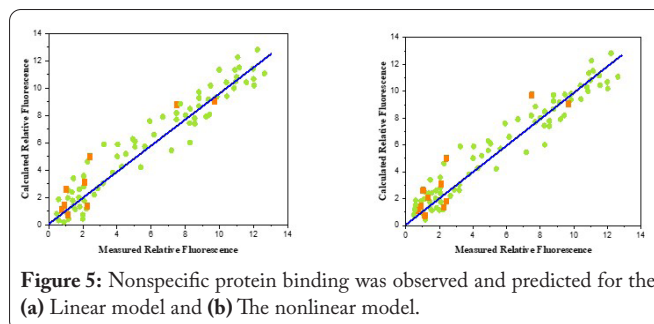 14
12
10
8
6
4
2
0
Calculated Relative Fluorescence
0 2 4 6 8 10 12 14
Measured Relative Fluorescence
14
12
10
8
6
4
2
0
Calculated Relative Fluorescence
0 2 4 6 8 10 12 14
Measured Relative Fluorescence
Figure 5: Nonspecific protein binding was observed and predicted for the
(a) Linear model and (b) The nonlinear model.